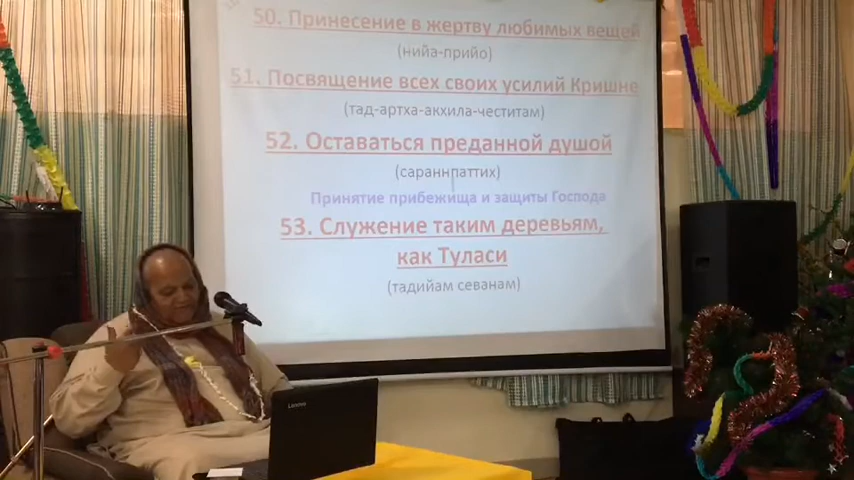 50. Принесение в жертву любимых вещей
(нийа-прийо)
51. Посвящение всех своих усилий Кришне
(тад-артха-акхила-честитам)
52. Оставаться преданной душой
(саранапаттих)
Принятие прибежища и защиты Господа
53. Служение таким деревьям,
как Туласи
(тадийам севанам)
Lenovo